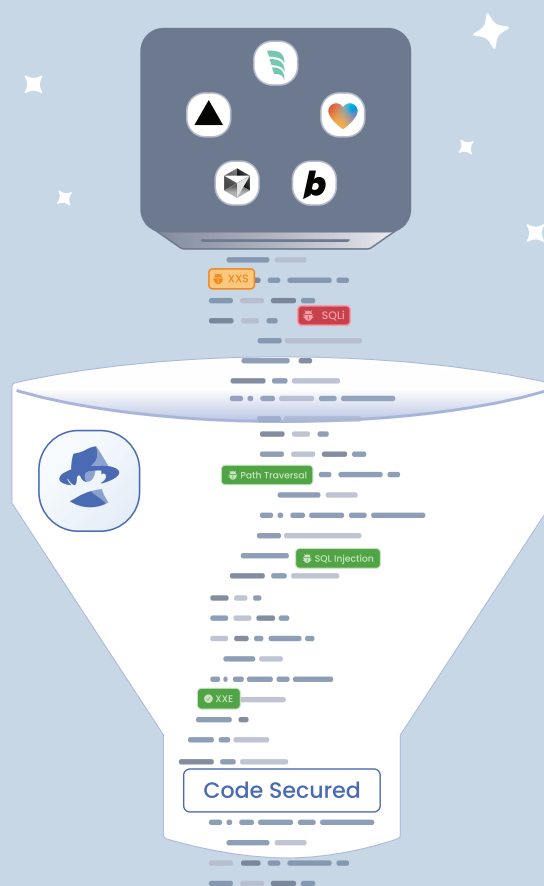 XXS
SQLi
Path Traversal
SQL Injection
XXE
Code Secured